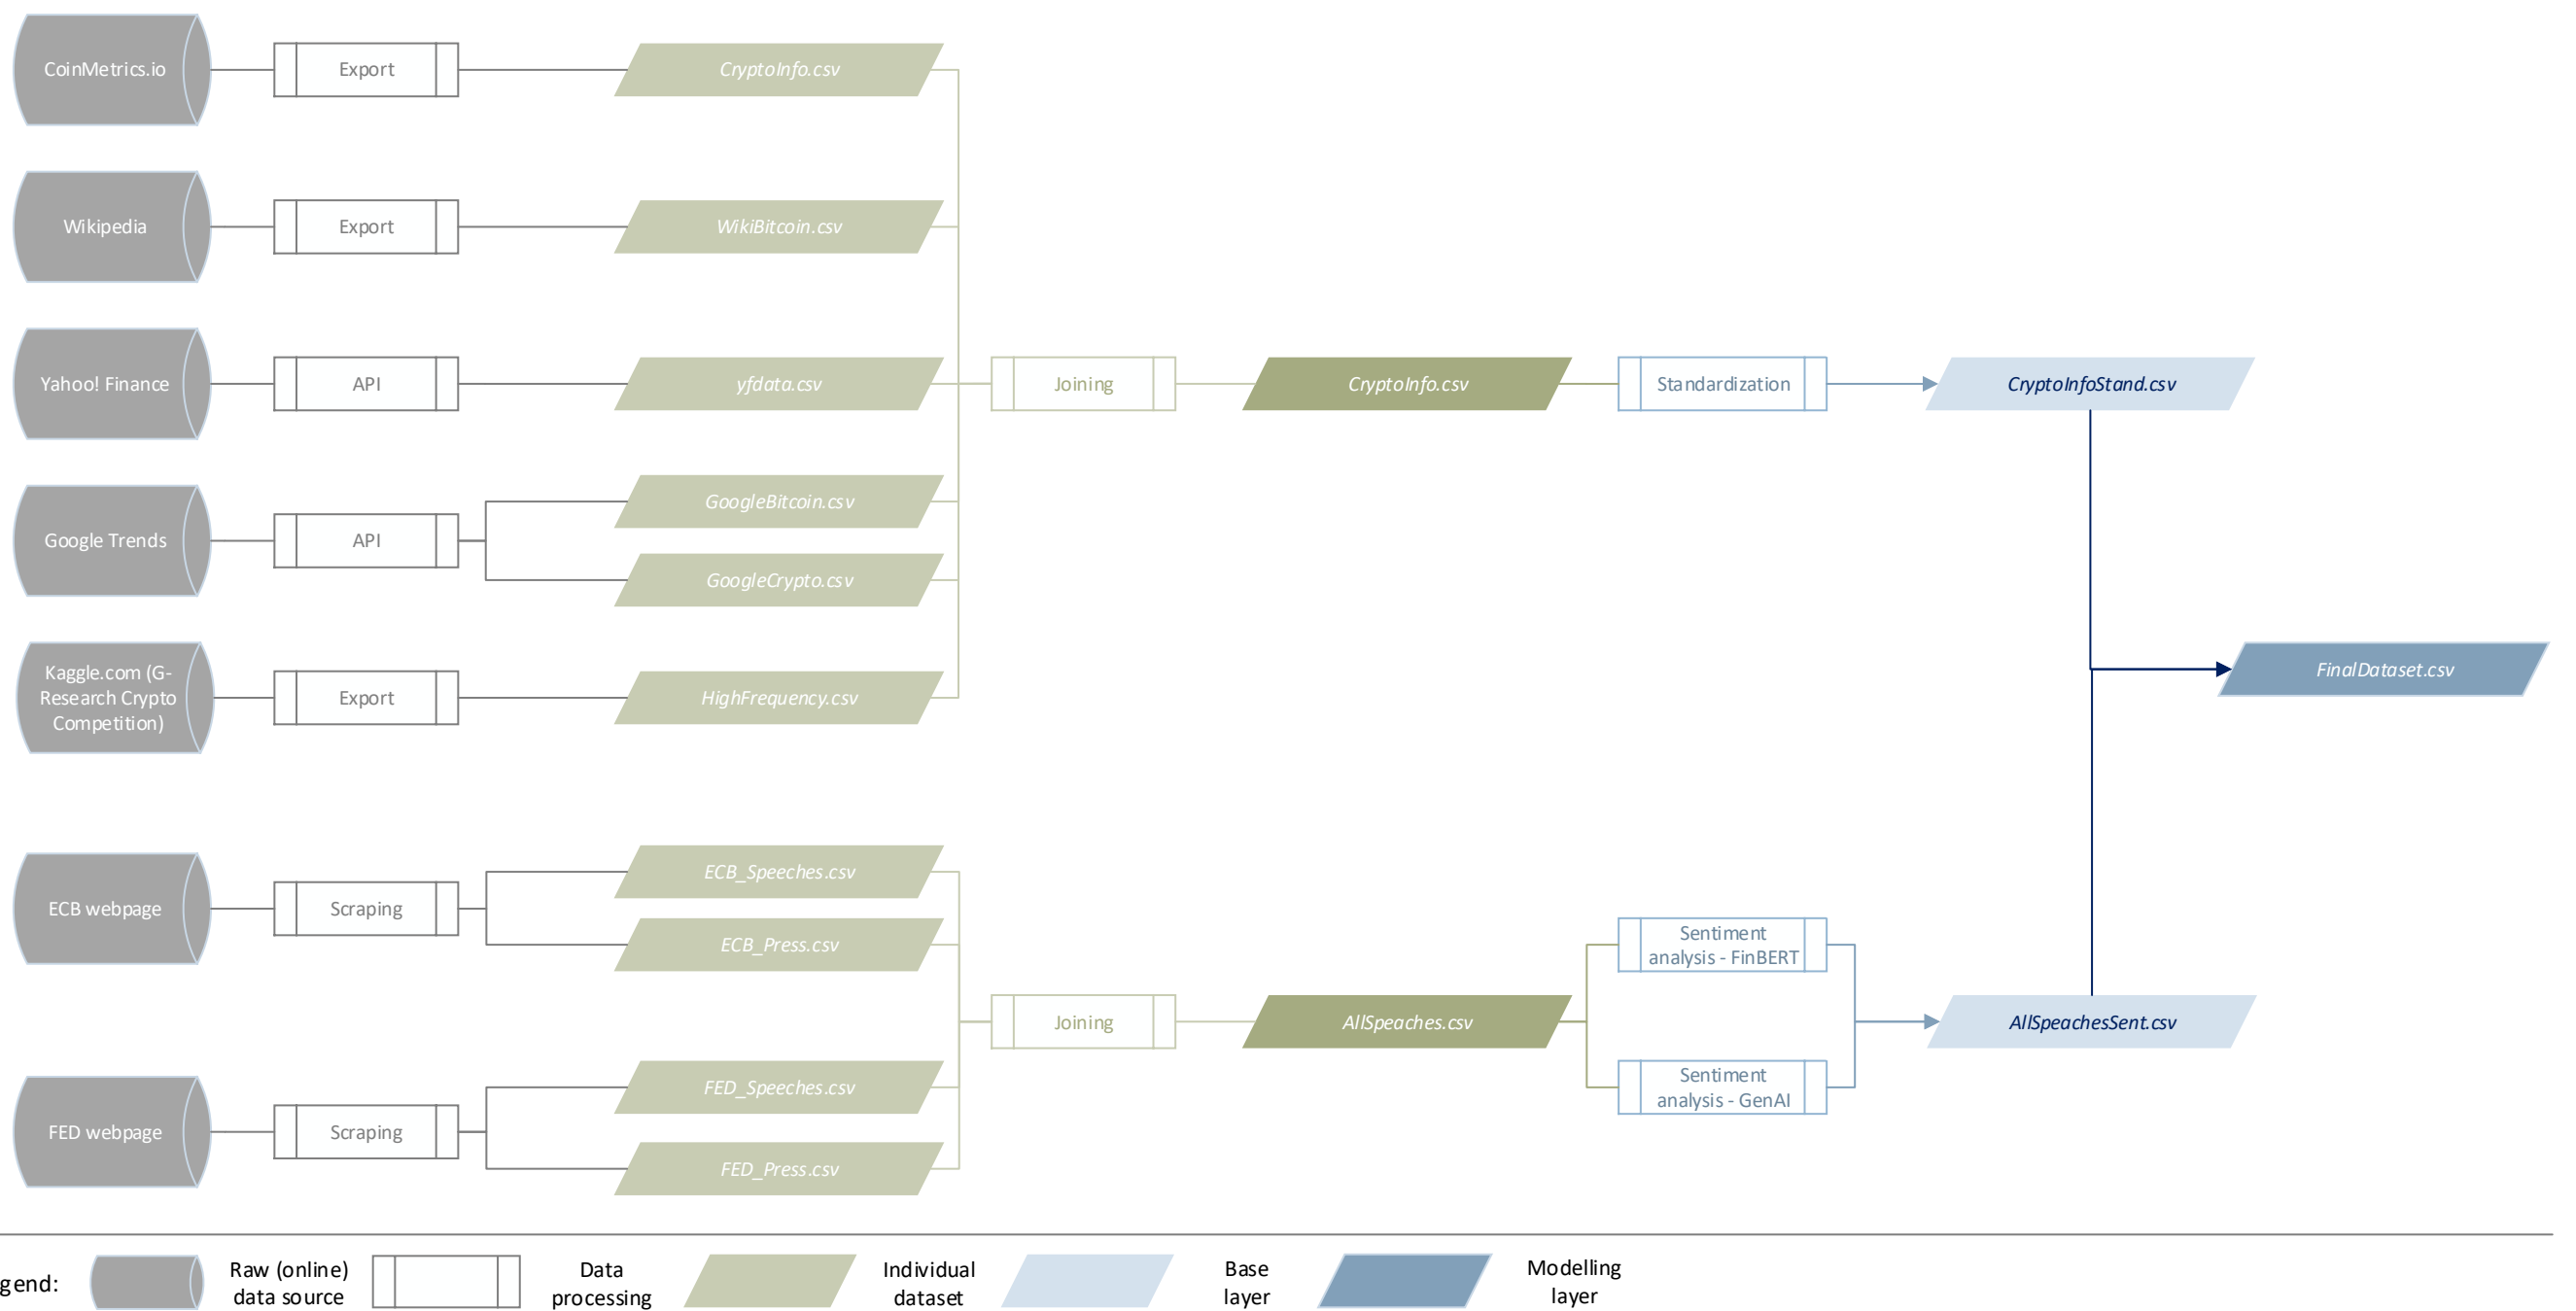 CoinMetrics.io
Export
CryptoInfo.csv
Wikipedia
Export
WikiBitcoin.csv
Yahoo! Finance
API
yfdata.csv
Joining
CryptoInfo.csv
Standardization
CryptoInfoStand.csv
Google Trends
API
GoogleBitcoin.csv
GoogleCrypto.csv
Kaggle.com (G-
Research Crypto
Competition)
Export
HighFrequency.csv
FinalDataset.csv
ECB webpage
Scraping
ECB_Speeches.csv
ECB_Press.csv
FED webpage
Scraping
FED_Speeches.csv
FED_Press.csv
Joining
AllSpeaches.csv
Sentiment
analysis - FinBERT
Sentiment
analysis - GenAI
AllSpeachesSent.csv
gend:
Raw (online)
data source
Data
processing
Individual
dataset
Base
layer
Modelling
layer